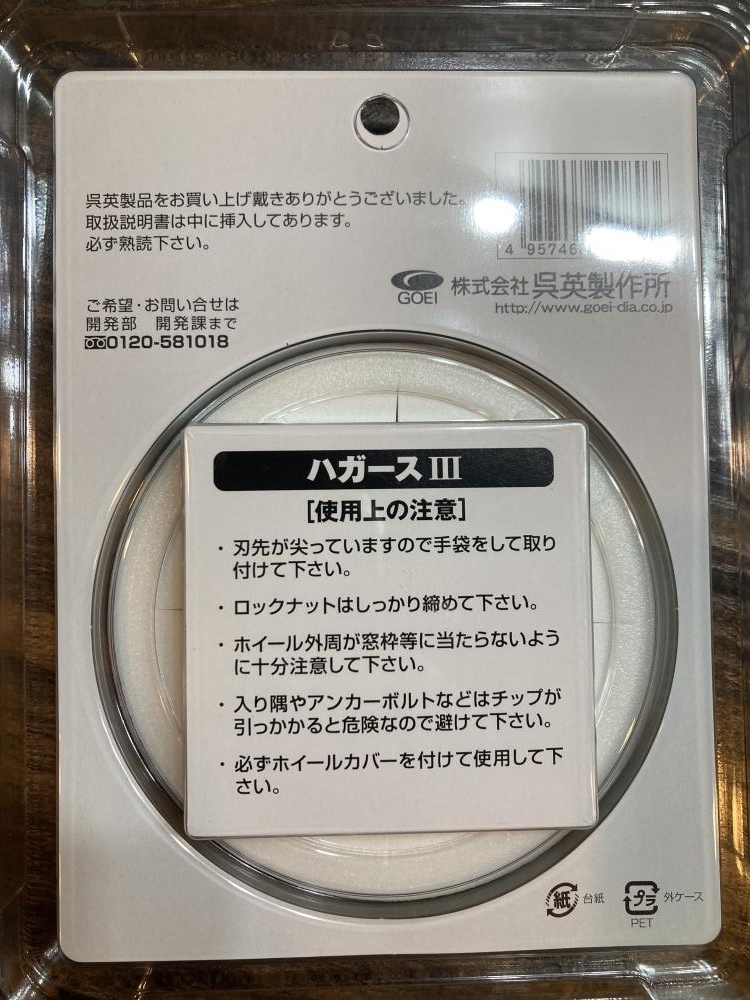 呉英製品をお買い上げ戴きありがとうございました。
取扱説明書は中に挿入してあります。
必ず熟読下さい。
4 95746
GOEI 株式会社 呉英製作所
http://www.goei-dia.co.jp
ご希望・お問い合せは
開発部 開発課まで
0120-581018
ハガース III
[使用上の注意]
・刃先が尖っていますので手袋をして取り
付けて下さい。
・ロックナットはしっかり締めて下さい。
・ホイール外周が窓枠等に当たらないよう
に十分注意して下さい。
・入り隅やアンカーボルトなどはチップが
引っかかると危険なので避けて下さい。
・必ずホイールカバーを付けて使用して下
さい。
紙 台紙 プラ 外ケース
PET